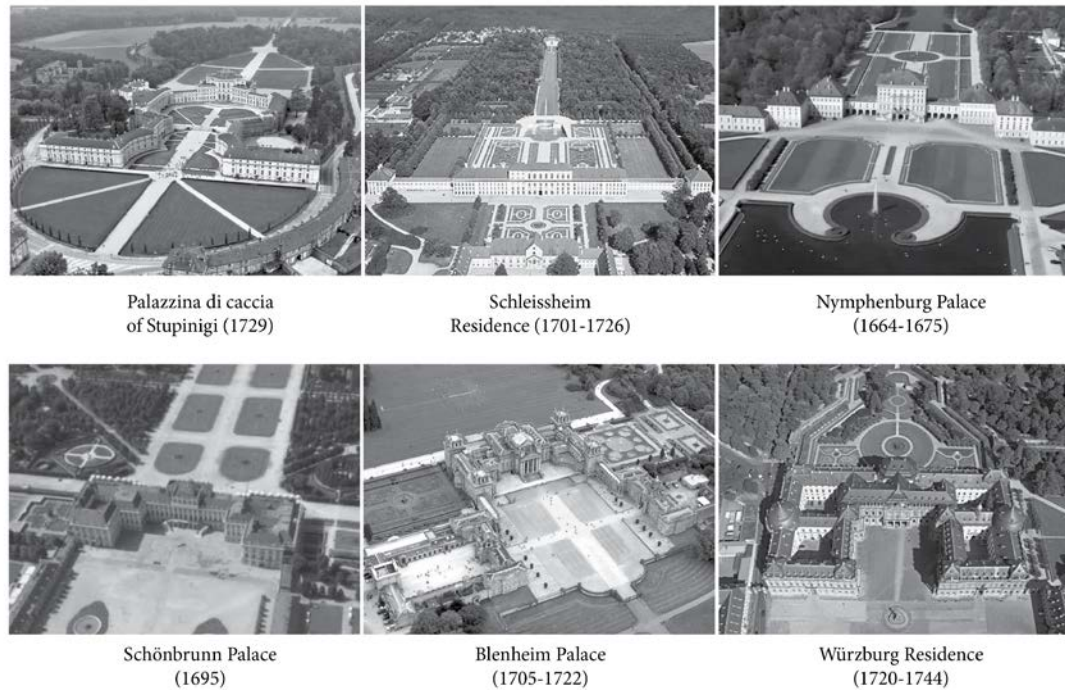 Palazzina di caccia
of Stupinigi (1729)
Schleissheim
Residence (1701-1726)
Nymphenburg Palace
(1664-1675)
Schönbrunn Palace
(1695)
Blenheim Palace
(1705-1722)
Würzburg Residence
(1720-1744)